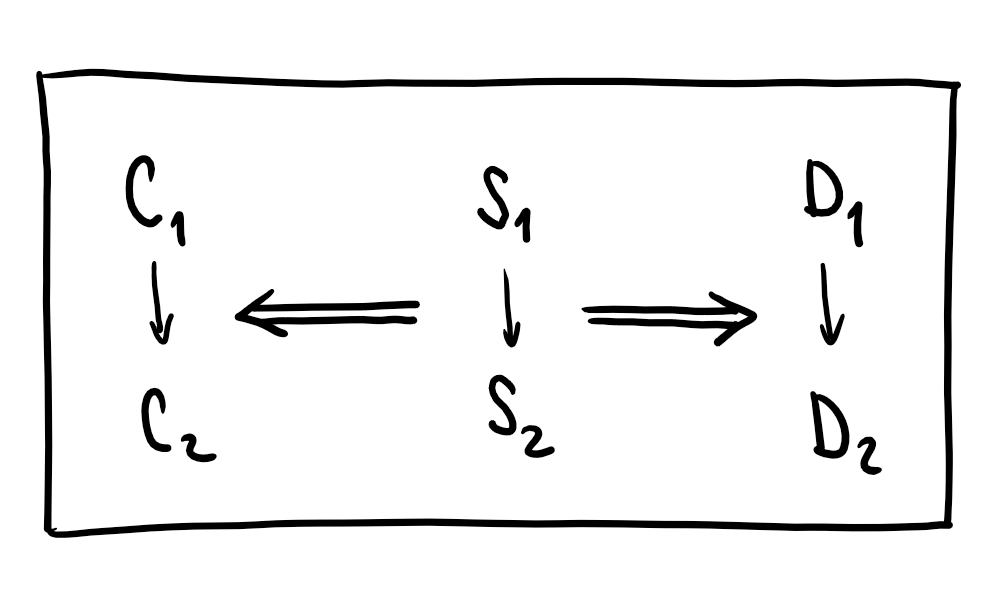 C₁ S₁ D₁
↓ ⇐ ↓ ⇒ ↓
C₂ S₂ D₂